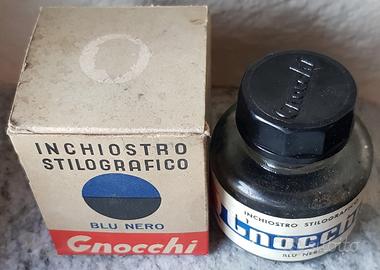 INCHIOSTRO
STILOGRAFICO
BLU NERO
Gnocchi
Gnocchi
INCHIOSTRO STILOGRAFICO
Gnocchi
BLU NERO